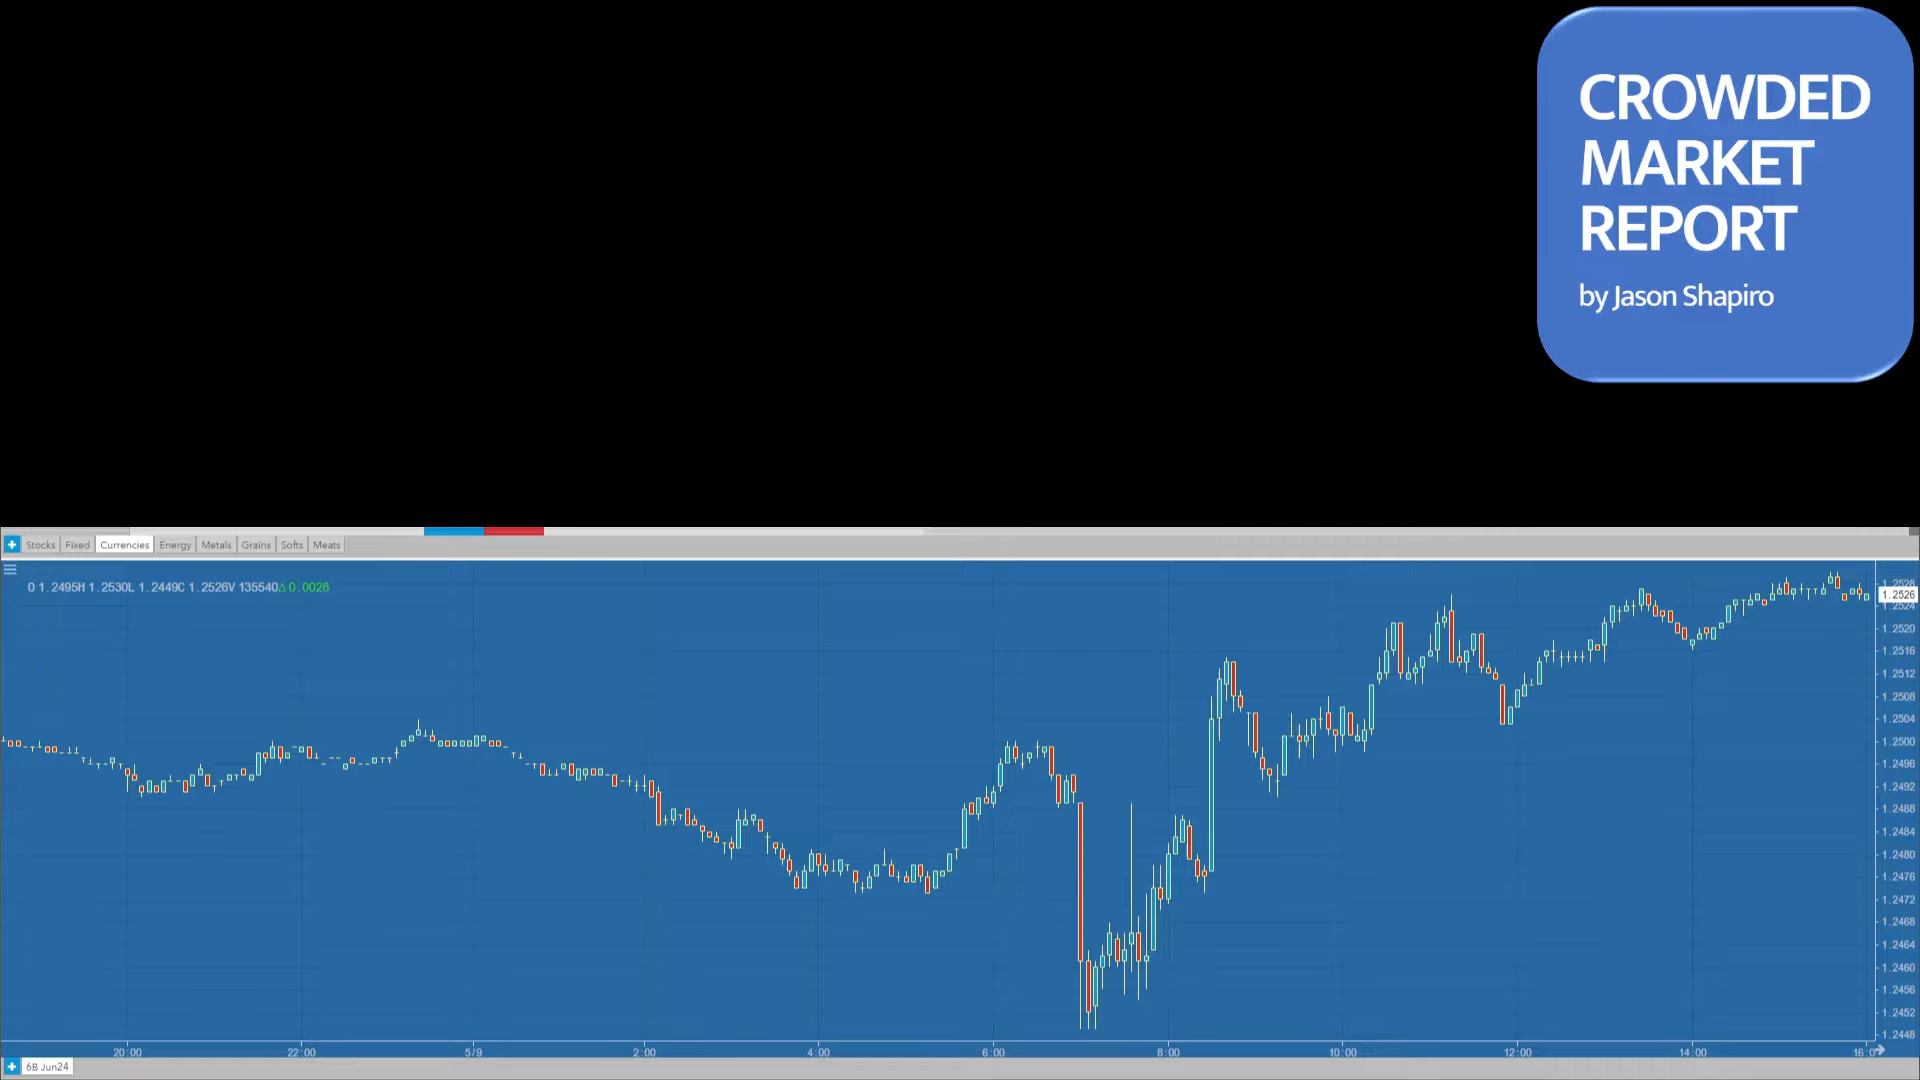 CROWDED
MARKET
REPORT
by Jason Shapiro
Stocks Fixed Currencies Energy Metals Grains Softs Meats
O 1.2495H 1.2530L 1.2449C 1.2526V 135540Δ 0.0028
1.2528
1.2526
1.2524
1.2520
1.2516
1.2512
1.2508
1.2504
1.2500
1.2496
1.2492
1.2488
1.2484
1.2480
1.2476
1.2472
1.2468
1.2464
1.2460
1.2456
1.2452
1.2448
20:00 22:00 5/9 2:00 4:00 6:00 8:00 10:00 12:00 14:00
6B Jun24